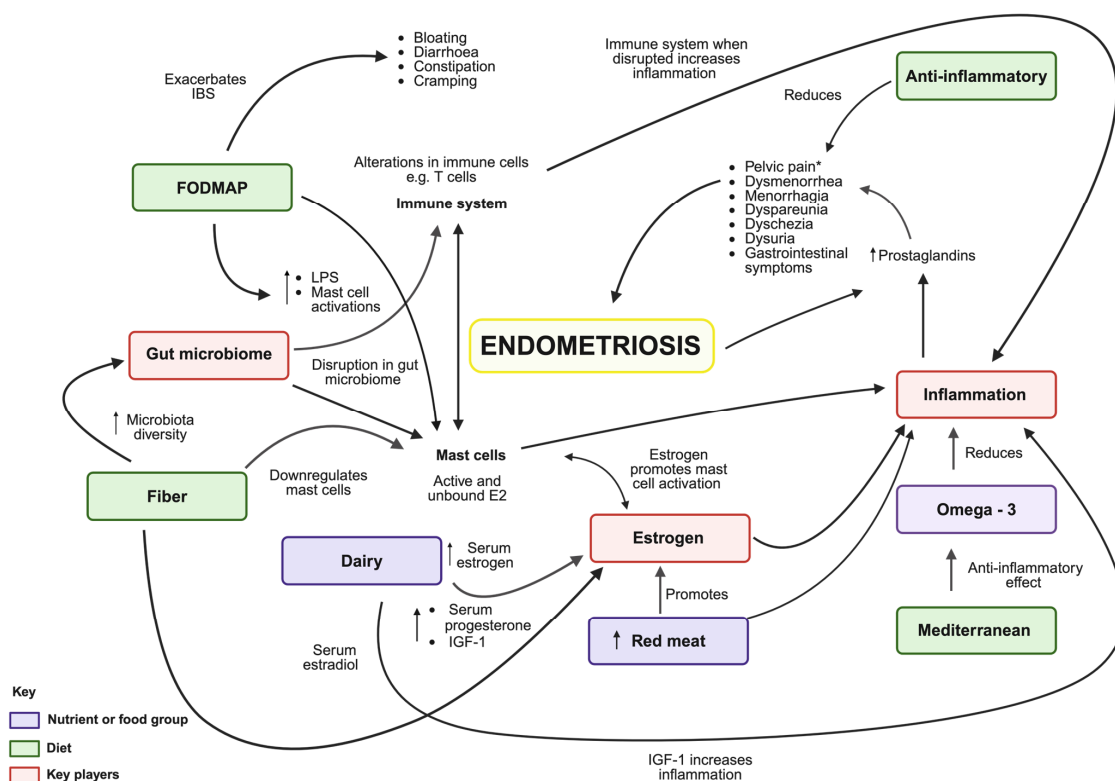 • Bloating
• Diarrhoea
• Constipation
• Cramping
Exacerbates
IBS
Immune system when
disrupted increases
inflammation
Anti-inflammatory
Reduces
FODMAP
Alterations in immune cells
e.g. T cells
Immune system
• Pelvic pain*
• Dysmenorrhea
• Menorrhagia
• Dyspareunia
• Dyschezia
• Dysuria
• Gastrointestinal
symptoms
↑Prostaglandins
↑ • LPS
• Mast cell
activations
Gut microbiome
Disruption in gut
microbiome
ENDOMETRIOSIS
Inflammation
↑ Microbiota
diversity
Fiber
Downregulates
mast cells
Mast cells
Active and
unbound E2
Estrogen
promotes mast
cell activation
Reduces
Omega - 3
Dairy
↑ Serum
estrogen
Estrogen
Anti-inflammatory
effect
↑ • Serum
progesterone
• IGF-1
Promotes
↑ Red meat
Mediterranean
Serum
estradiol
Key
Nutrient or food group
Diet
Key players
IGF-1 increases
inflammation